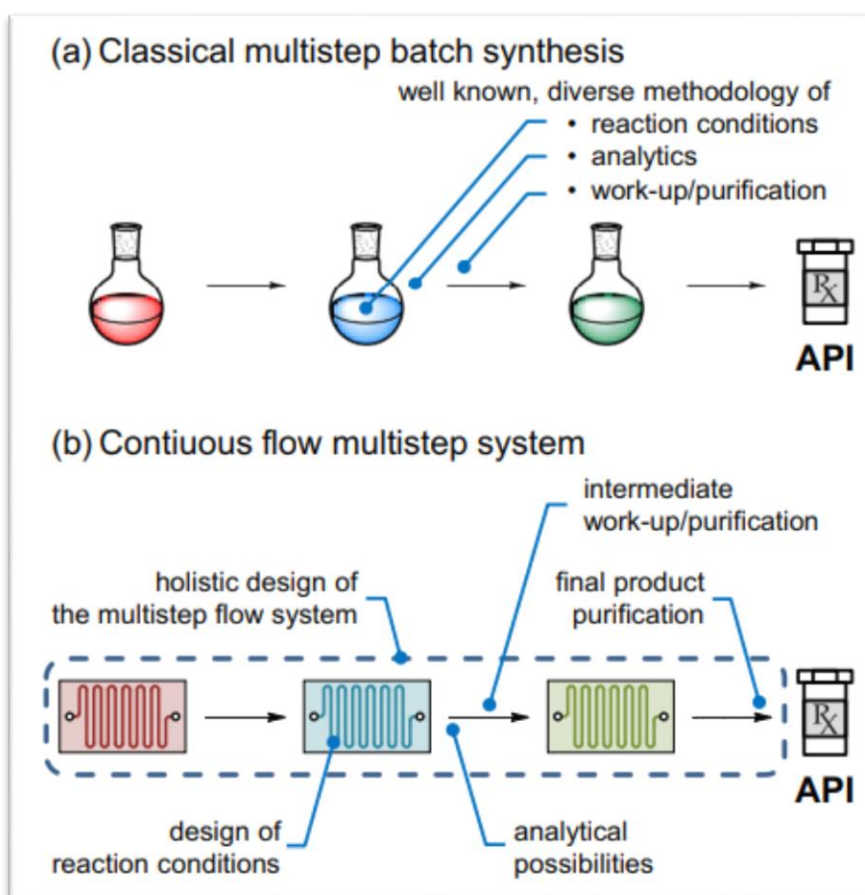 (a) Classical multistep batch synthesis
well known, diverse methodology of
• reaction conditions
• analytics
• work-up/purification
Rx
API
(b) Contiuous flow multistep system
intermediate
work-up/purification
holistic design of
the multistep flow system
final product
purification
Rx
API
design of
reaction conditions
analytical
possibilities